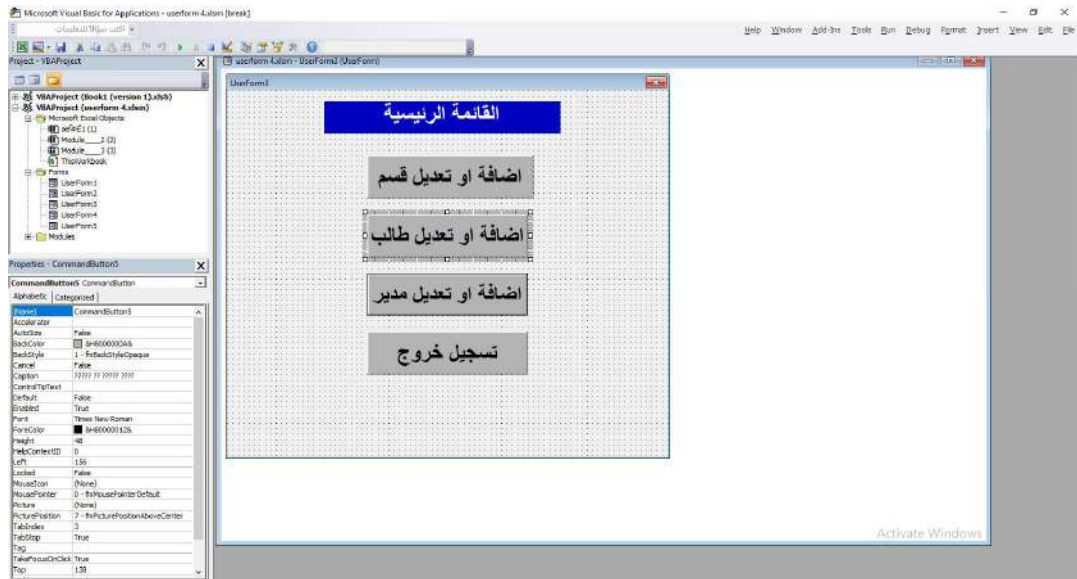 Microsoft Visual Basic for Applications - userform 4.xlsm [break]
Help Window Add-Ins Tools Run Debug Format Insert View Edit File
Project - VBAProject
VBAProject (Book1 (version 1).xlsb)
VBAProject (userform 4.xlsm)
Microsoft Excel Objects
Module____2 (2)
Module____3 (3)
ThisWorkbook
Forms
UserForm1
UserForm2
UserForm3
UserForm4
UserForm5
Modules
Properties - CommandButton5
CommandButton5 CommandButton
Alphabetic Categorized
(Name) CommandButton5
Accelerator
AutoSize False
BackColor &H8000000A&
BackStyle 1 - fmBackStyleOpaque
Cancel False
Caption ????? ?? ????? ????
ControlTipText
Default False
Enabled True
Font Times New Roman
ForeColor &H80000012&
Height 48
HelpContextID 0
Left 156
Locked False
MouseIcon (None)
MousePointer 0 - fmMousePointerDefault
Picture (None)
PicturePosition 7 - fmPicturePositionAboveCenter
TabIndex 3
TabStop True
Tag
TakeFocusOnClick True
Top 138
userform 4.xlsm - UserForm2 (UserForm)
القائمة الرئيسية
اضافة او تعديل قسم
اضافة او تعديل طالب
اضافة او تعديل مدير
تسجيل خروج
Activate Windows